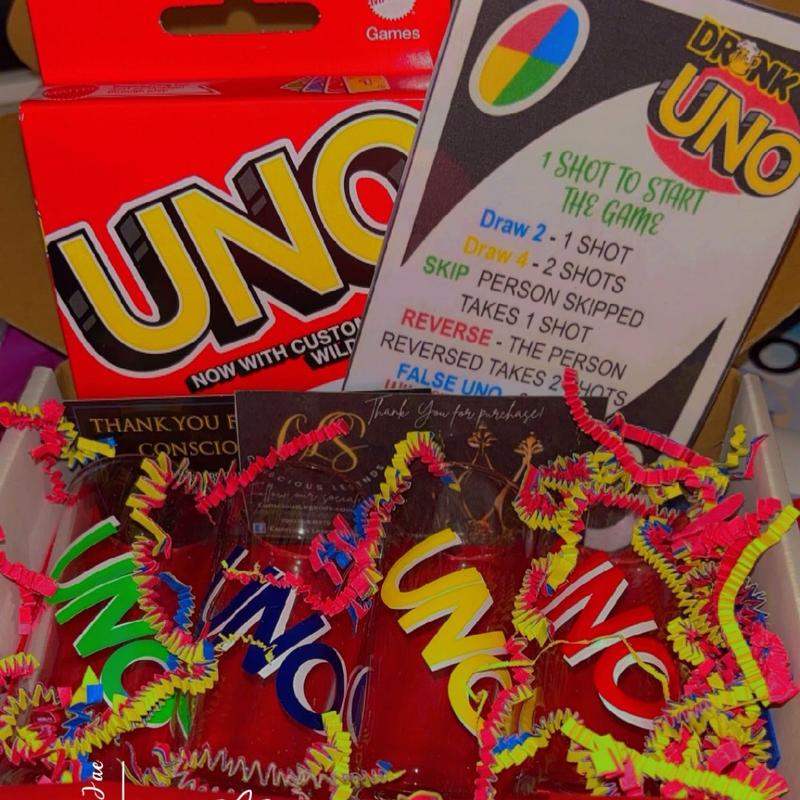 Games
UNO
NOW WITH CUSTOM
WILD
DRUNK
UNO
1 SHOT TO START
THE GAME
Draw 2 - 1 SHOT
Draw 4 - 2 SHOTS
SKIP PERSON SKIPPED
TAKES 1 SHOT
REVERSE - THE PERSON
REVERSED TAKES 2 SHOTS
FALSE UNO
THANK YOU F
CONSCIO
Thank You for purchase!
UNO
UNO
UNO
UNO
Jae